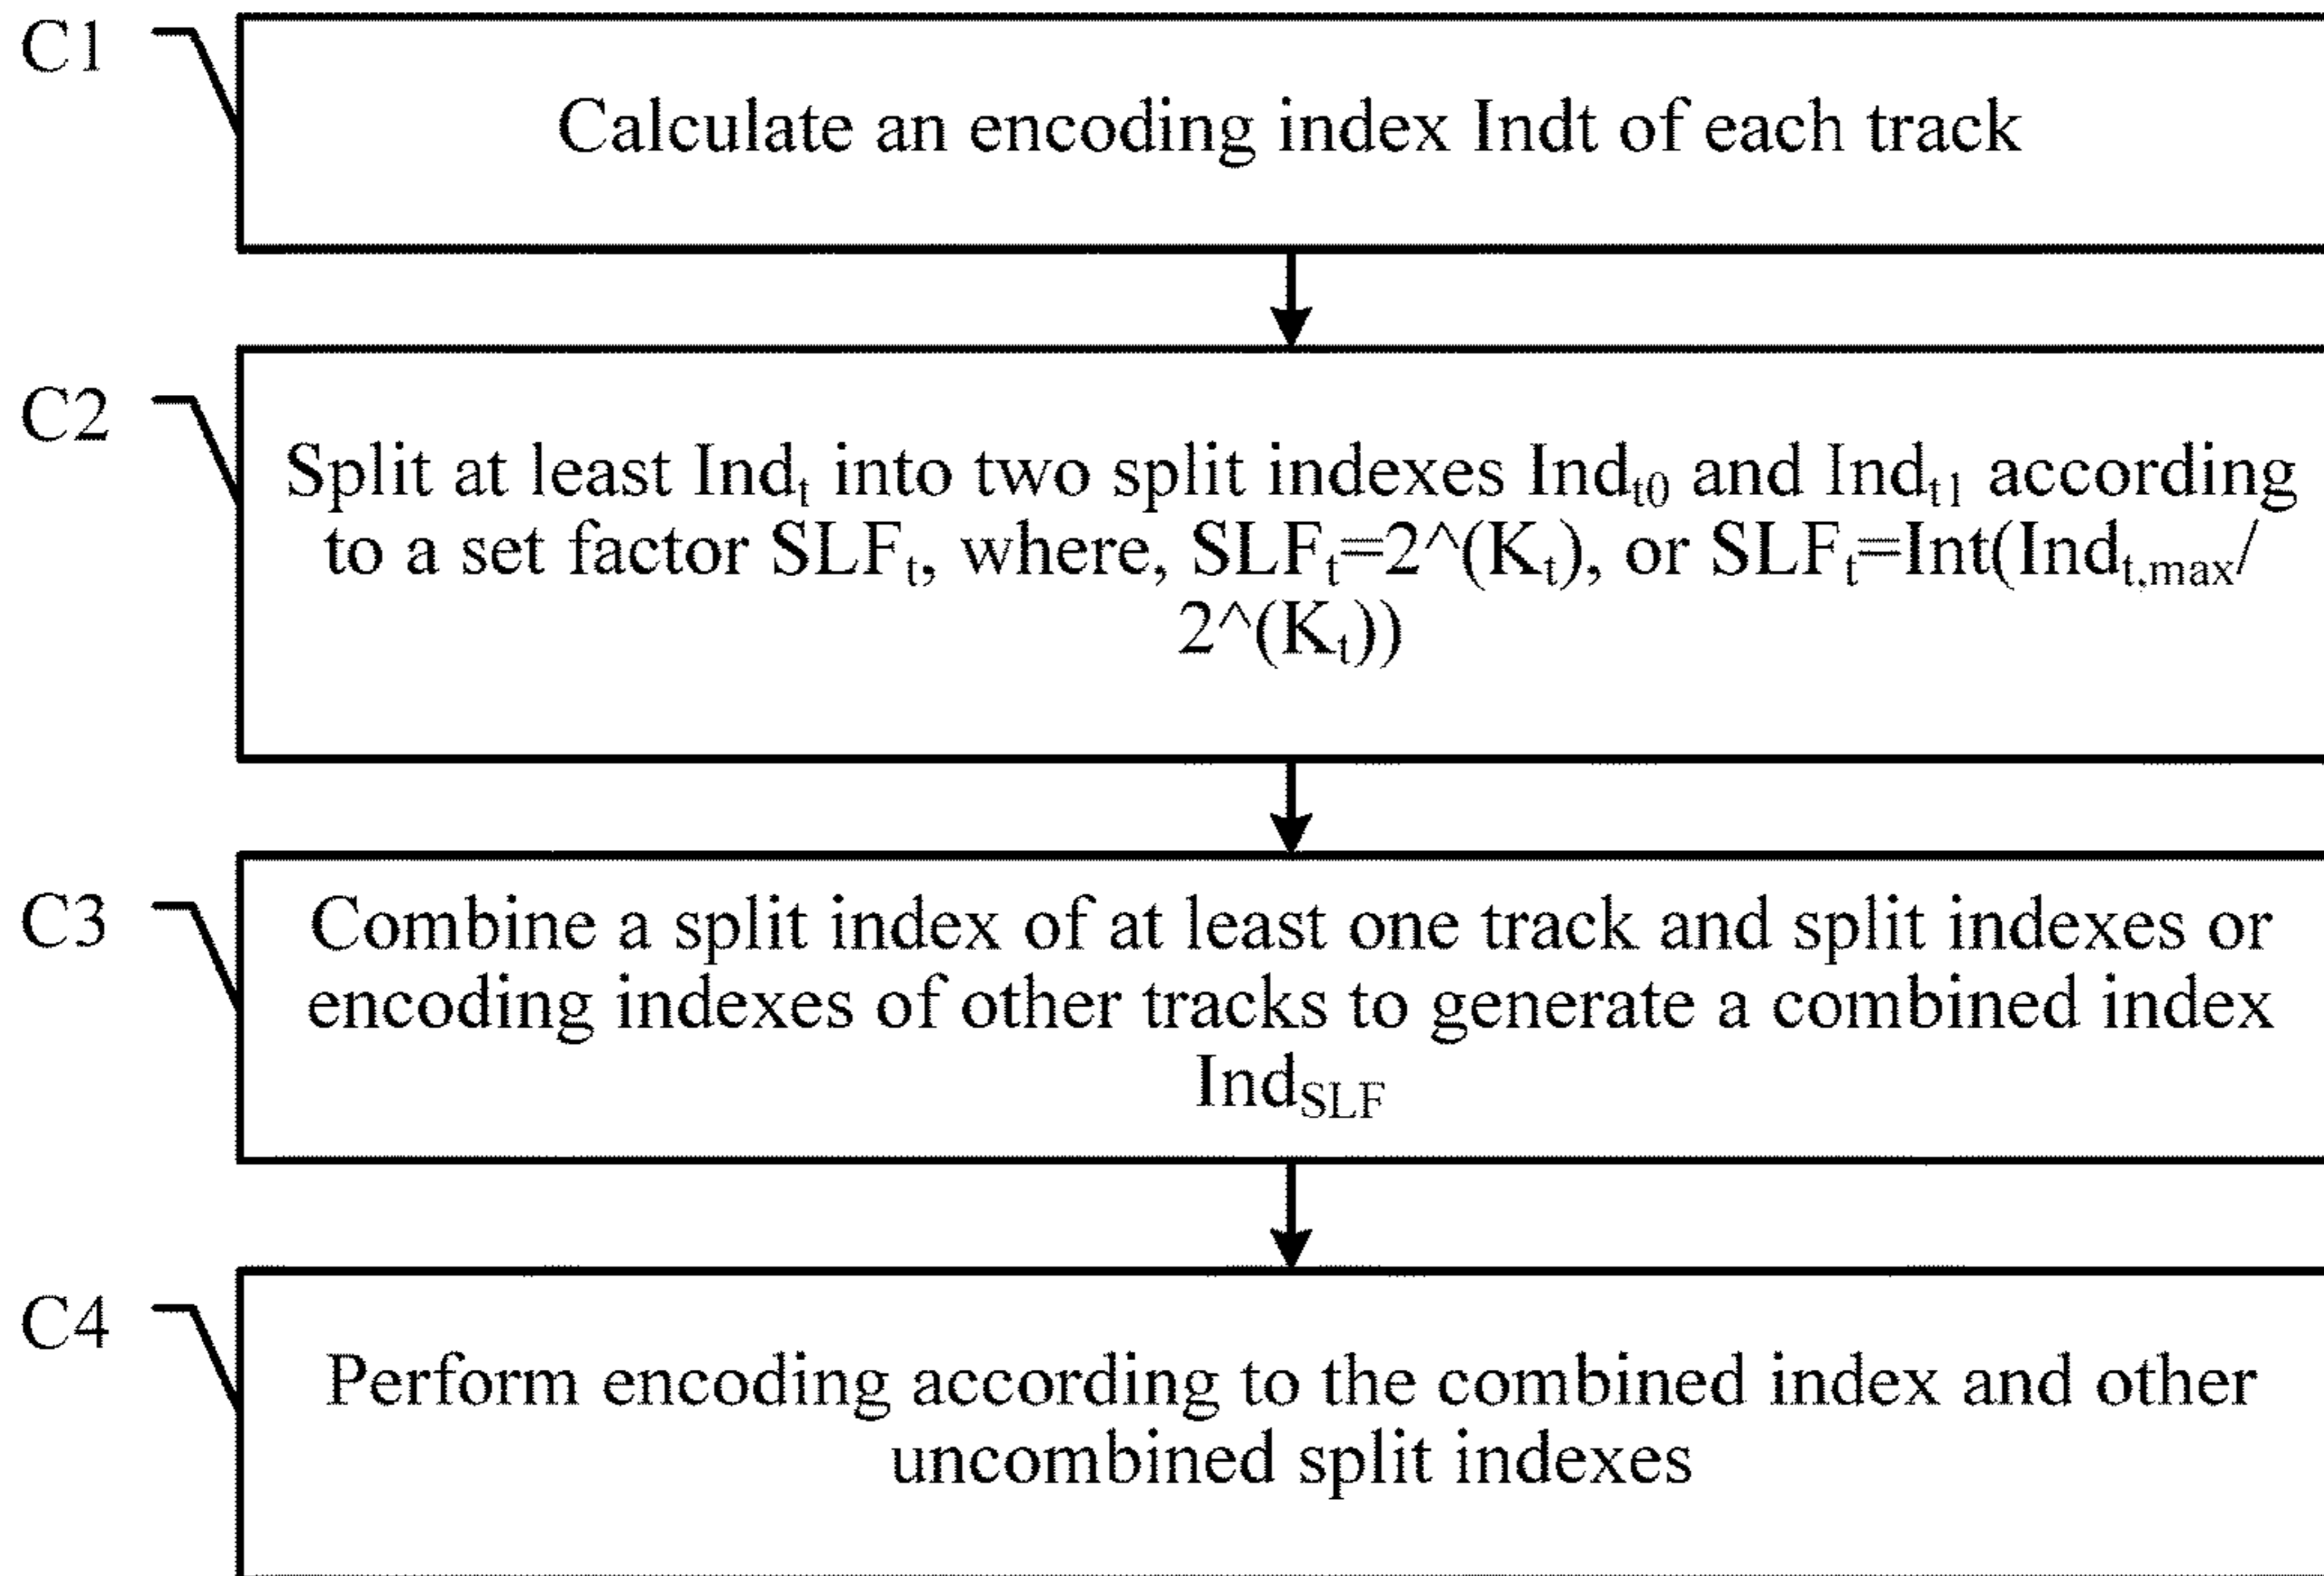 C1
Calculate an encoding index Indt of each track
C2
Split at least Indₜ into two split indexes Indₜ₀ and Indₜ₁ according
to a set factor SLFₜ, where, SLFₜ=2^(Kₜ), or SLFₜ=Int(Indₜ,ₘₐₓ/
2^(Kₜ))
C3
Combine a split index of at least one track and split indexes or
encoding indexes of other tracks to generate a combined index
Ind_SLF
C4
Perform encoding according to the combined index and other
uncombined split indexes